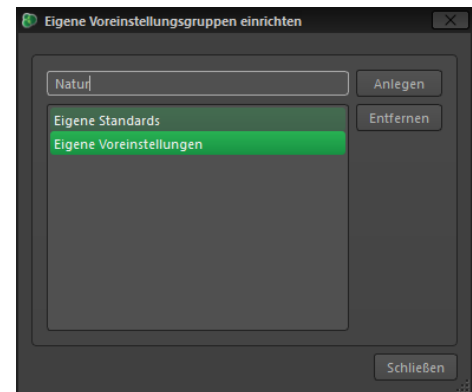 Eigene Voreinstellungsgruppen einrichten
Natur
Anlegen
Eigene Standards
Entfernen
Eigene Voreinstellungen
Schließen